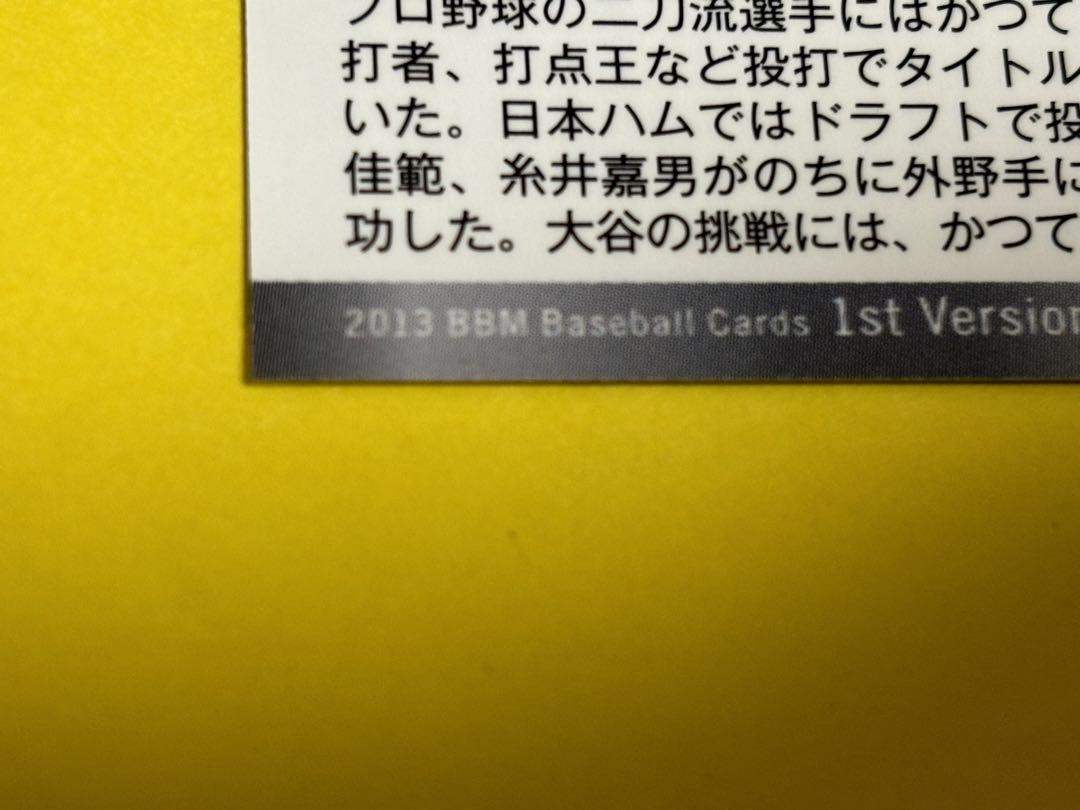 プロ野球の二刀流選手にはかつて
打者、打点王など投打でタイトル
いた。日本ハムではドラフトで投
佳範、糸井嘉男がのちに外野手に
功した。大谷の挑戦には、かつて
2013 BBM Baseball Cards 1st Version